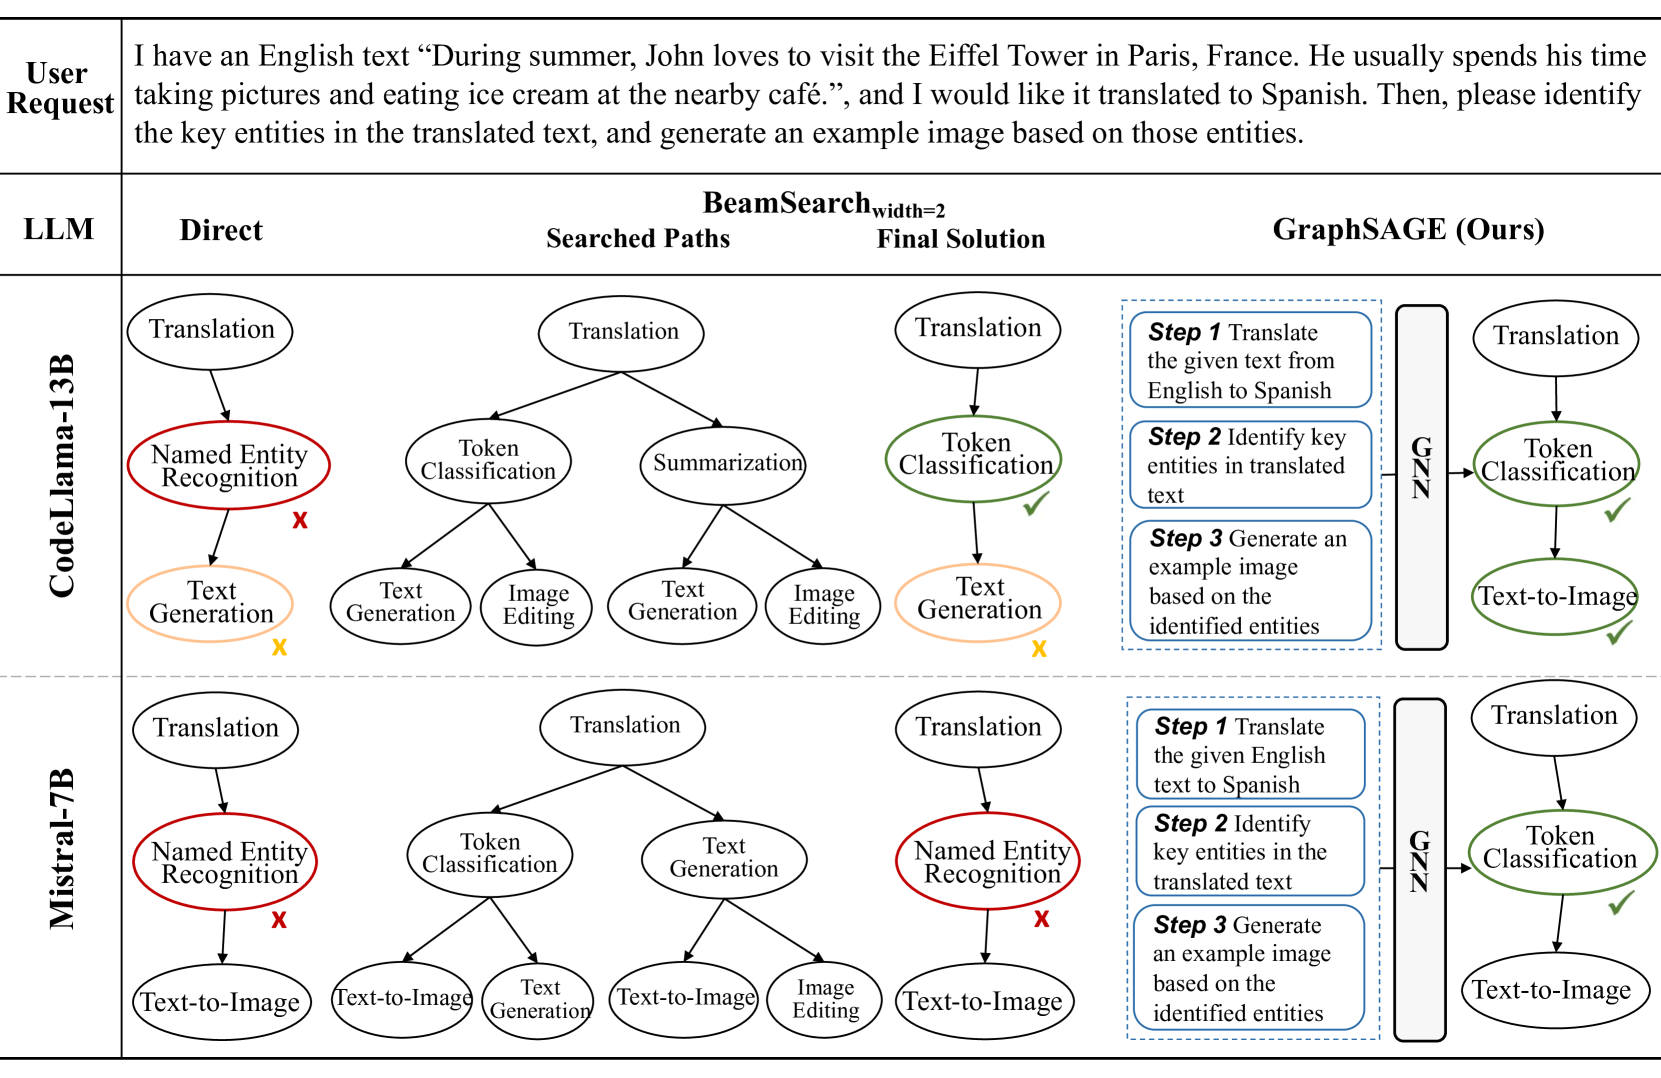 User
Request
I have an English text “During summer, John loves to visit the Eiffel Tower in Paris, France. He usually spends his time
taking pictures and eating ice cream at the nearby café.”, and I would like it translated to Spanish. Then, please identify
the key entities in the translated text, and generate an example image based on those entities.
LLM
Direct
BeamSearch width=2
Searched Paths
Final Solution
GraphSAGE (Ours)
CodeLlama-13B
Translation
Named Entity
Recognition
X
Text
Generation
X
Translation
Token
Classification
Summarization
Text
Generation
Image
Editing
Text
Generation
Image
Editing
Translation
Token
Classification
Text
Generation
X
Step 1 Translate
the given text from
English to Spanish
Step 2 Identify key
entities in translated
text
Step 3 Generate an
example image
based on the
identified entities
G
N
N
Translation
Token
Classification
Text-to-Image
Mistral-7B
Translation
Named Entity
Recognition
X
Text-to-Image
Translation
Token
Classification
Text
Generation
Text-to-Image
Text
Generation
Text-to-Image
Image
Editing
Translation
Named Entity
Recognition
X
Text-to-Image
Step 1 Translate
the given English
text to Spanish
Step 2 Identify
key entities in the
translated text
Step 3 Generate
an example image
based on the
identified entities
G
N
N
Translation
Token
Classification
Text-to-Image